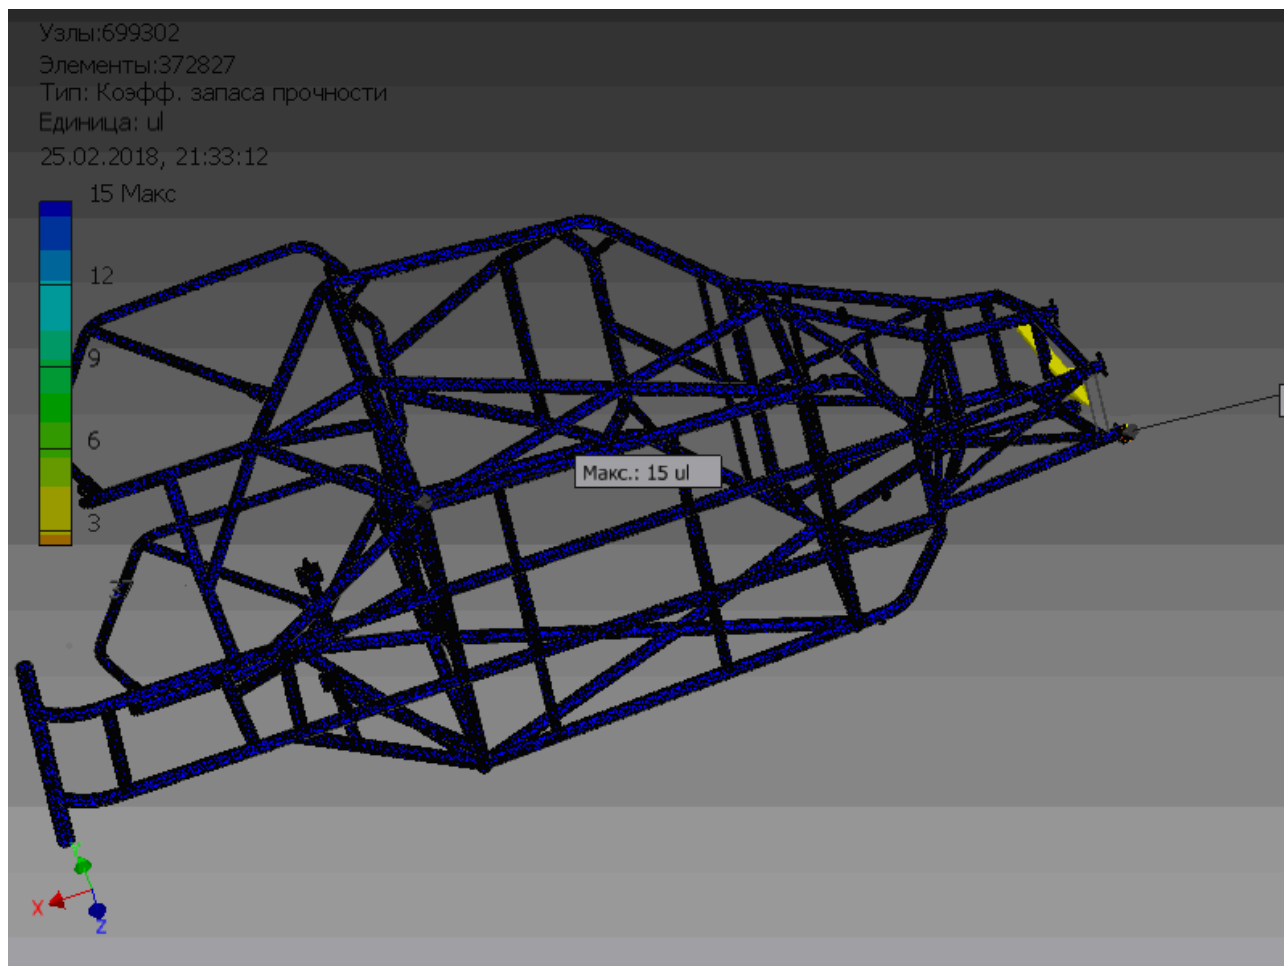 Узлы:699302
Элементы:372827
Тип: Коэфф. запаса прочности
Единица: ul
25.02.2018, 21:33:12
15 Макс
12
9
6
3
Макс.: 15 ul
X
Z